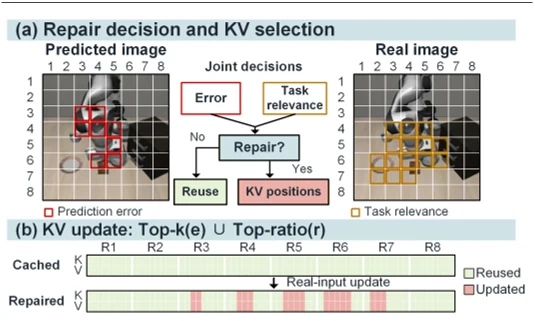 (a) Repair decision and KV selection
Predicted image
Joint decisions
Real image
1 2 3 4 5 6 7 8
1 2 3 4 5 6 7 8
1
2
3
4
5
6
7
8
Error
Task relevance
No
Repair?
Yes
Reuse
KV positions
1
2
3
4
5
6
7
8
Prediction error
Task relevance
(b) KV update: Top-k(e) ∪ Top-ratio(r)
R1 R2 R3 R4 R5 R6 R7 R8
Cached K V
Real-input update
Reused
Updated
Repaired K V